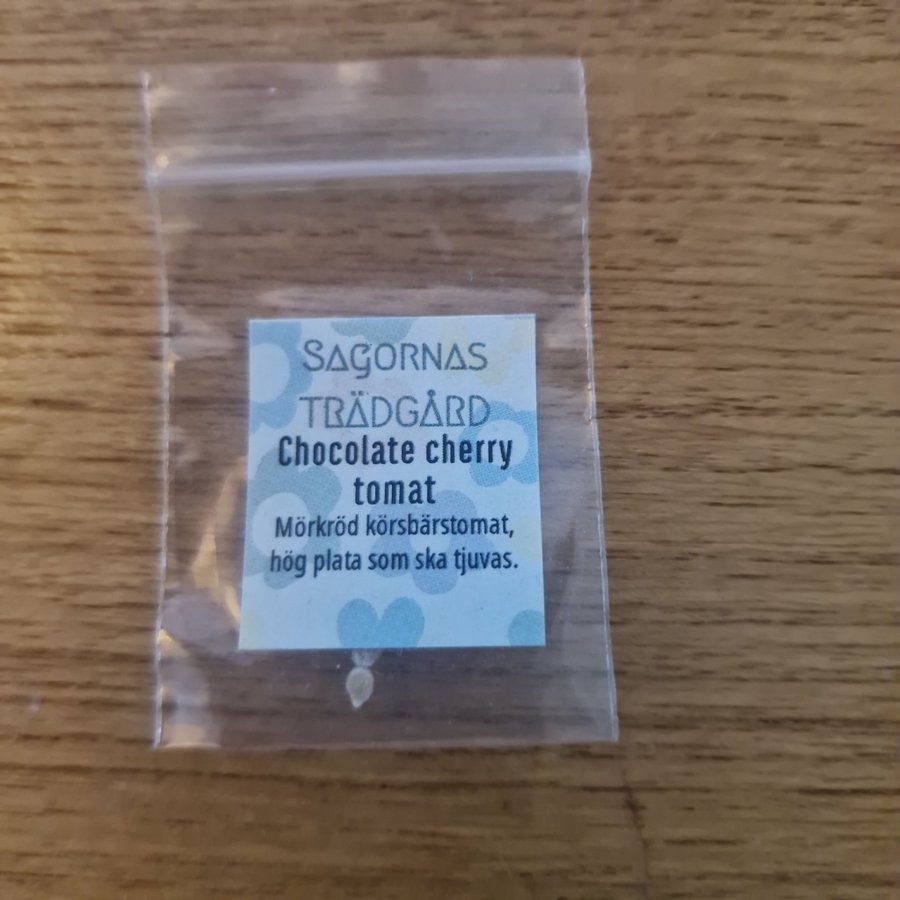 SAGORNAS
TRÄDGÅRD
Chocolate cherry
tomat
Mörkröd körsbärstomat,
hög plata som ska tjuvas.